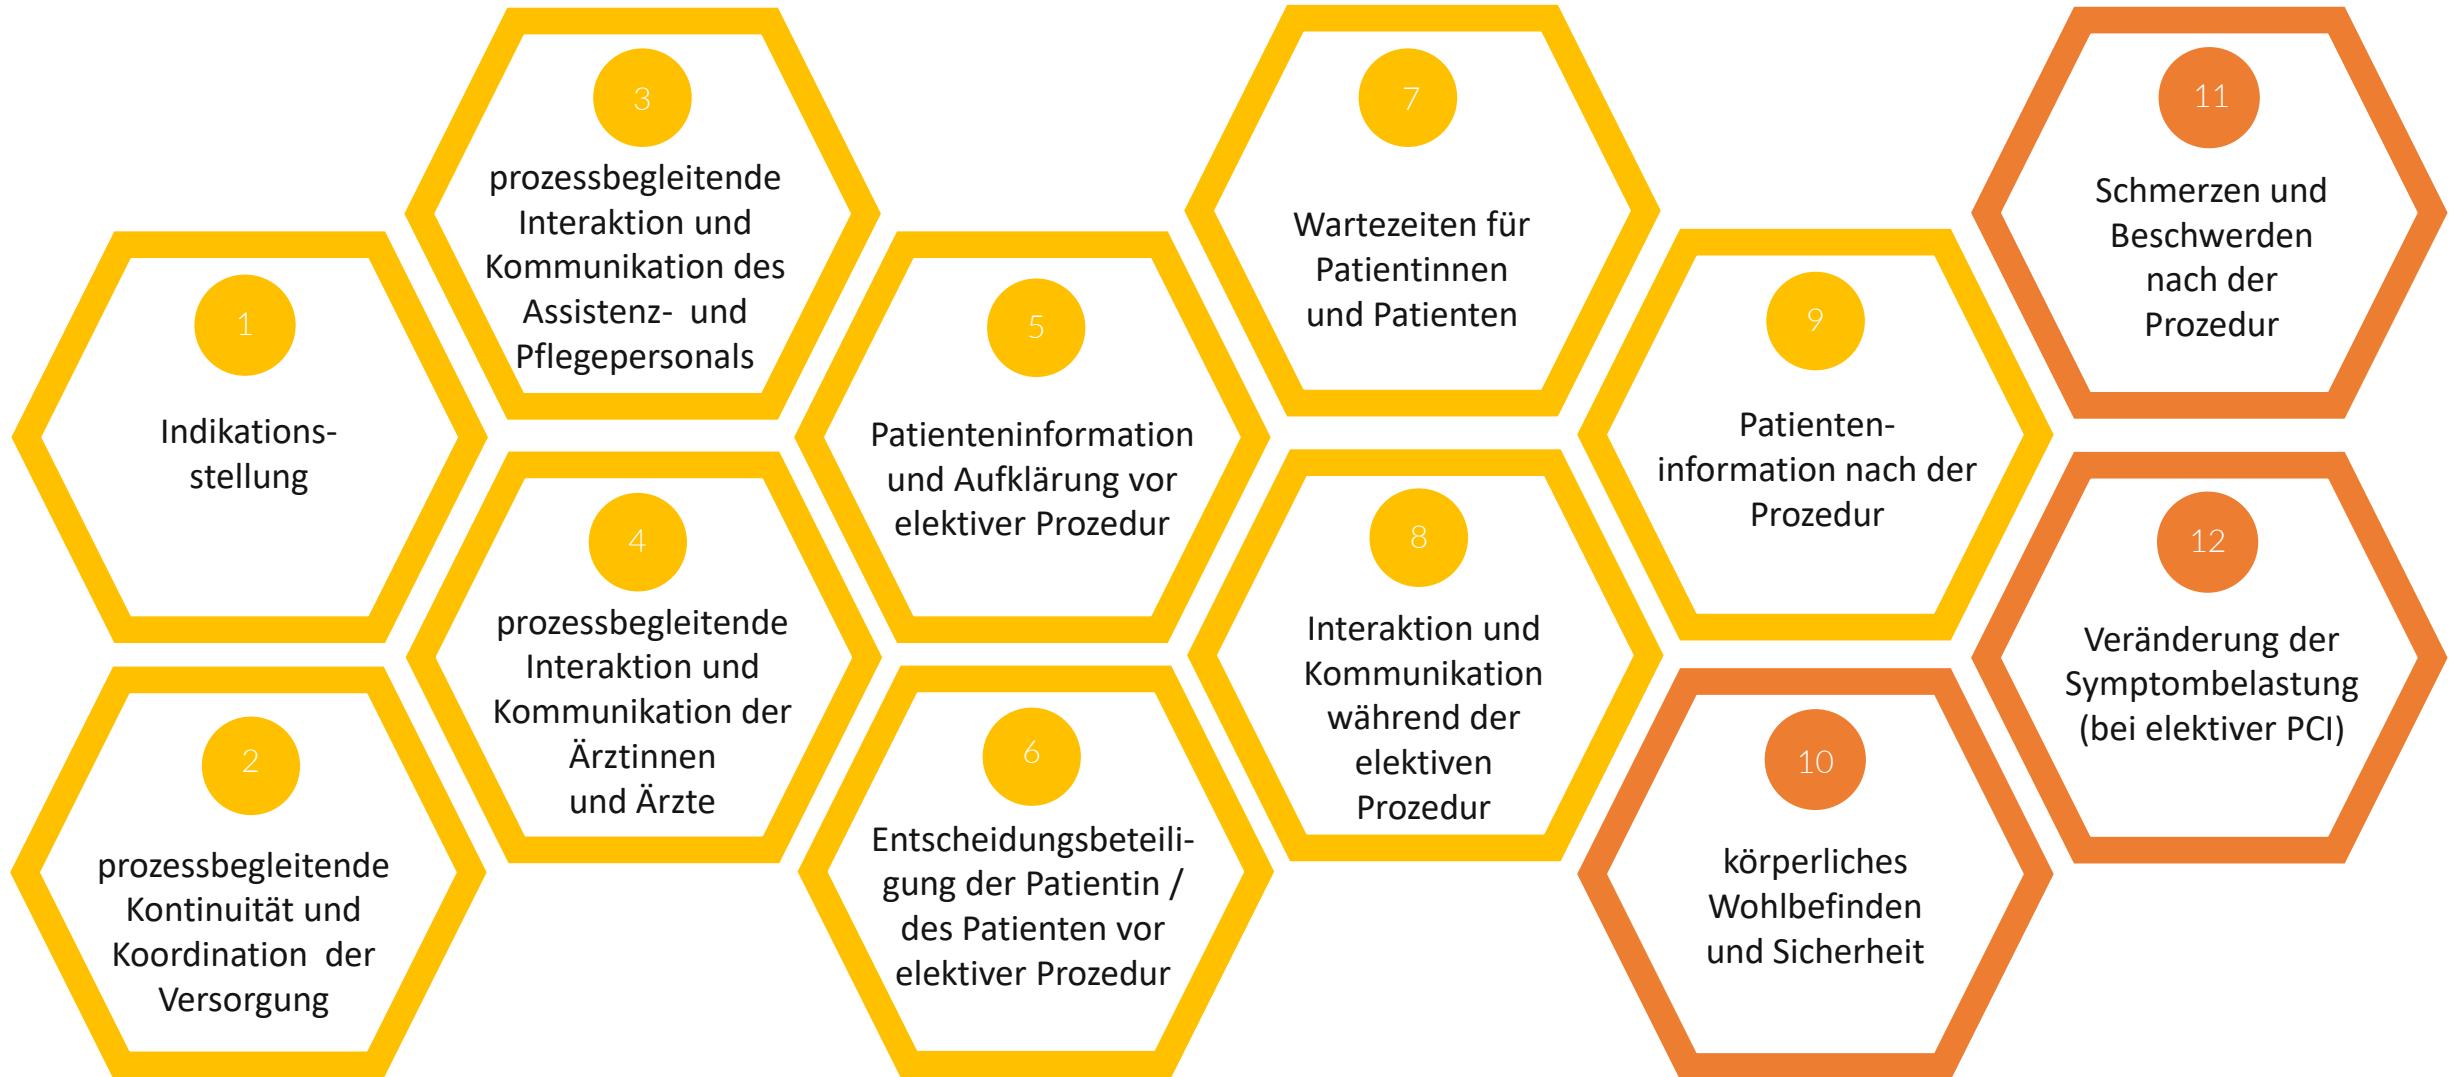 1
Indikations-
stellung
2
prozessbegleitende
Kontinuität und
Koordination der
Versorgung
3
prozessbegleitende
Interaktion und
Kommunikation des
Assistenz- und
Pflegepersonals
4
prozessbegleitende
Interaktion und
Kommunikation der
Ärztinnen
und Ärzte
5
Patienteninformation
und Aufklärung vor
elektiver Prozedur
6
Entscheidungsbeteili-
gung der Patientin /
des Patienten vor
elektiver Prozedur
7
Wartezeiten für
Patientinnen
und Patienten
8
Interaktion und
Kommunikation
während der
elektiven
Prozedur
9
Patienten-
information nach der
Prozedur
10
körperliches
Wohlbefinden
und Sicherheit
11
Schmerzen und
Beschwerden
nach der
Prozedur
12
Veränderung der
Symptombelastung
(bei elektiver PCI)